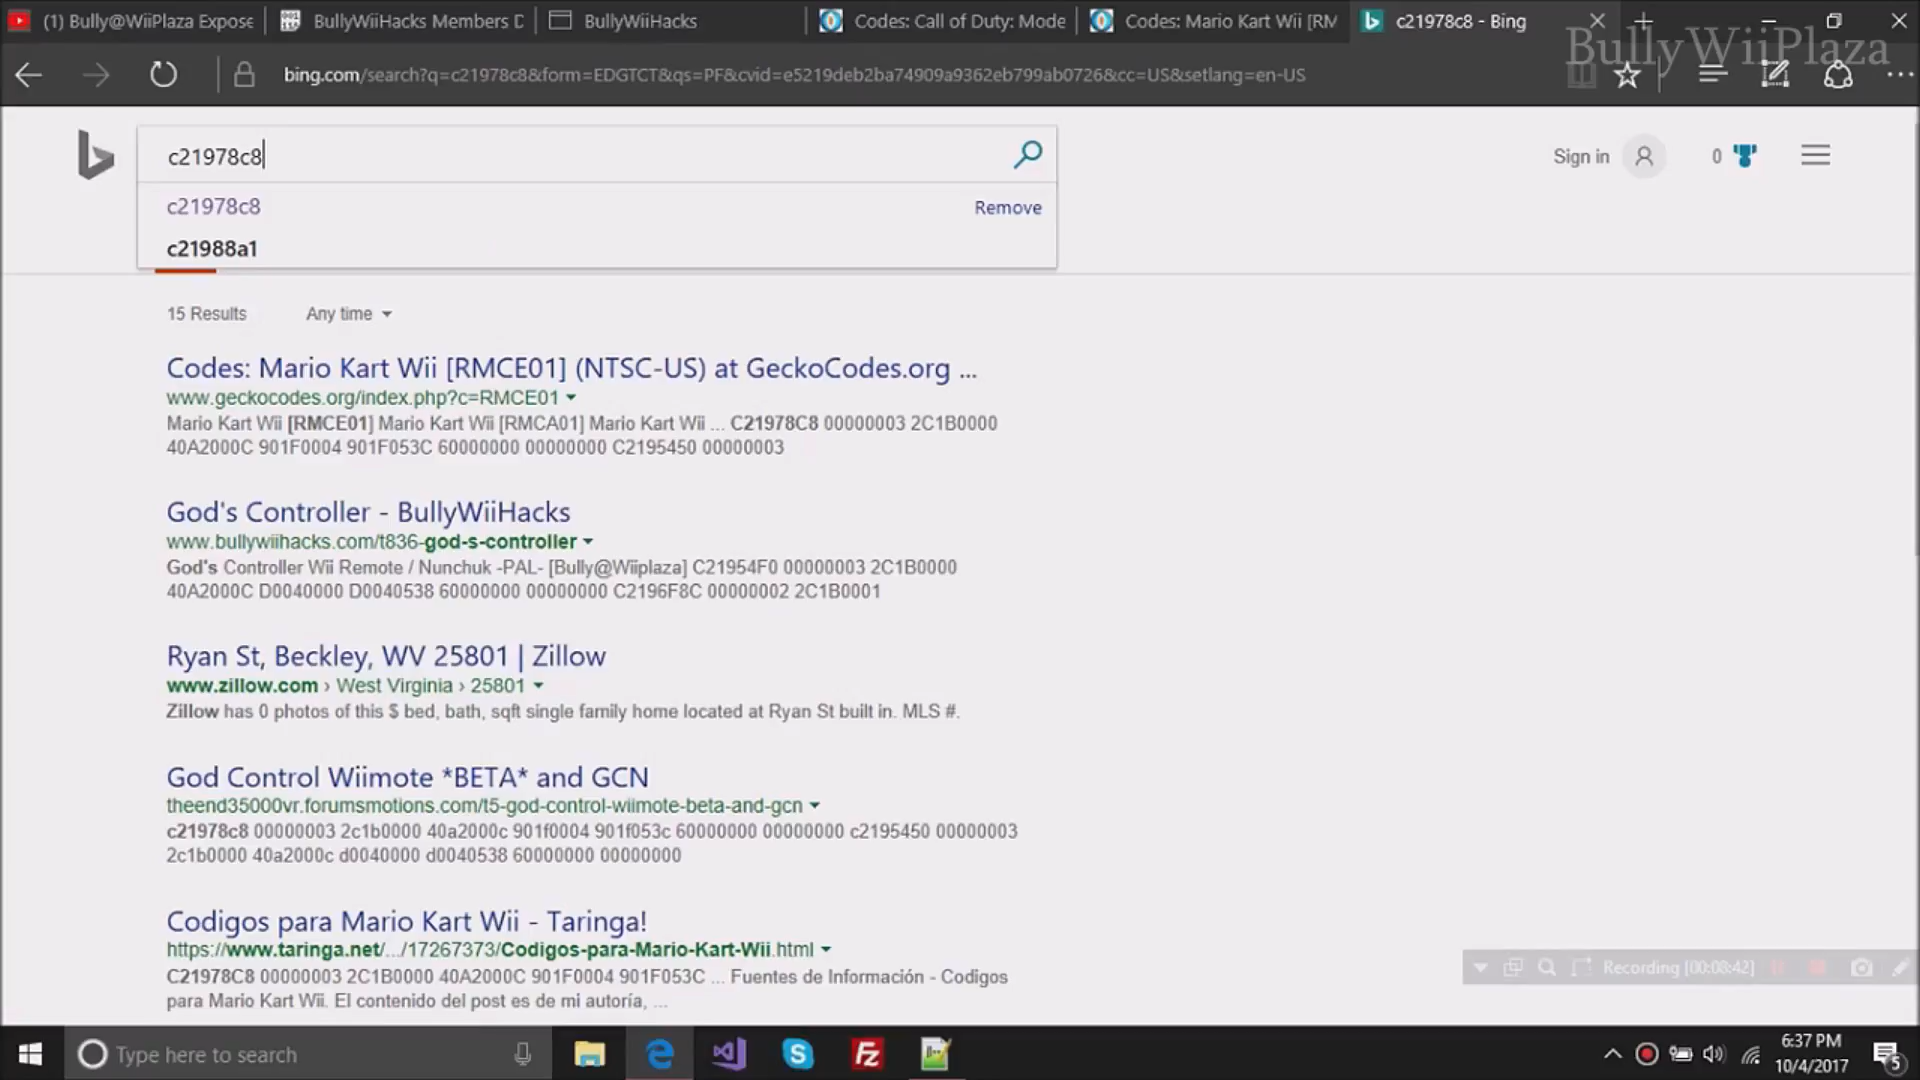 (1) Bully@WiiPlaza Expose
BullyWiiHacks Members D
BullyWiiHacks
Codes: Call of Duty: Mode
Codes: Mario Kart Wii [RM
c21978c8 - Bing
BullyWiiPlaza
bing.com/search?q=c21978c8&form=EDGTCT&qs=PF&cvid=e5219deb2ba74909a9362eb799ab0726&cc=US&setlang=en-US
c21978c8
Sign in
0
c21978c8
Remove
c21988a1
15 Results
Any time
Codes: Mario Kart Wii [RMCE01] (NTSC-US) at GeckoCodes.org ...
www.geckocodes.org/index.php?c=RMCE01
Mario Kart Wii [RMCE01] Mario Kart Wii [RMCA01] Mario Kart Wii ... C21978C8 00000003 2C1B0000
40A2000C 901F0004 901F053C 60000000 00000000 C2195450 00000003
God's Controller - BullyWiiHacks
www.bullywiihacks.com/t836-god-s-controller
God's Controller Wii Remote / Nunchuk -PAL- [Bully@Wiiplaza] C21954F0 00000003 2C1B0000
40A2000C D0040000 D0040538 60000000 00000000 C2196F8C 00000002 2C1B0001
Ryan St, Beckley, WV 25801 | Zillow
www.zillow.com › West Virginia › 25801
Zillow has 0 photos of this $ bed, bath, sqft single family home located at Ryan St built in. MLS #.
God Control Wiimote *BETA* and GCN
theend35000vr.forumsmotions.com/t5-god-control-wiimote-beta-and-gcn
c21978c8 00000003 2c1b0000 40a2000c 901f0004 901f053c 60000000 00000000 c2195450 00000003
2c1b0000 40a2000c d0040000 d0040538 60000000 00000000
Codigos para Mario Kart Wii - Taringa!
https://www.taringa.net/.../17267373/Codigos-para-Mario-Kart-Wii.html
C21978C8 00000003 2C1B0000 40A2000C 901F0004 901F053C ... Fuentes de Información - Codigos
para Mario Kart Wii. El contenido del post es de mi autoría, ...
Recording [00:08:42]
Type here to search
6:37 PM
10/4/2017
5